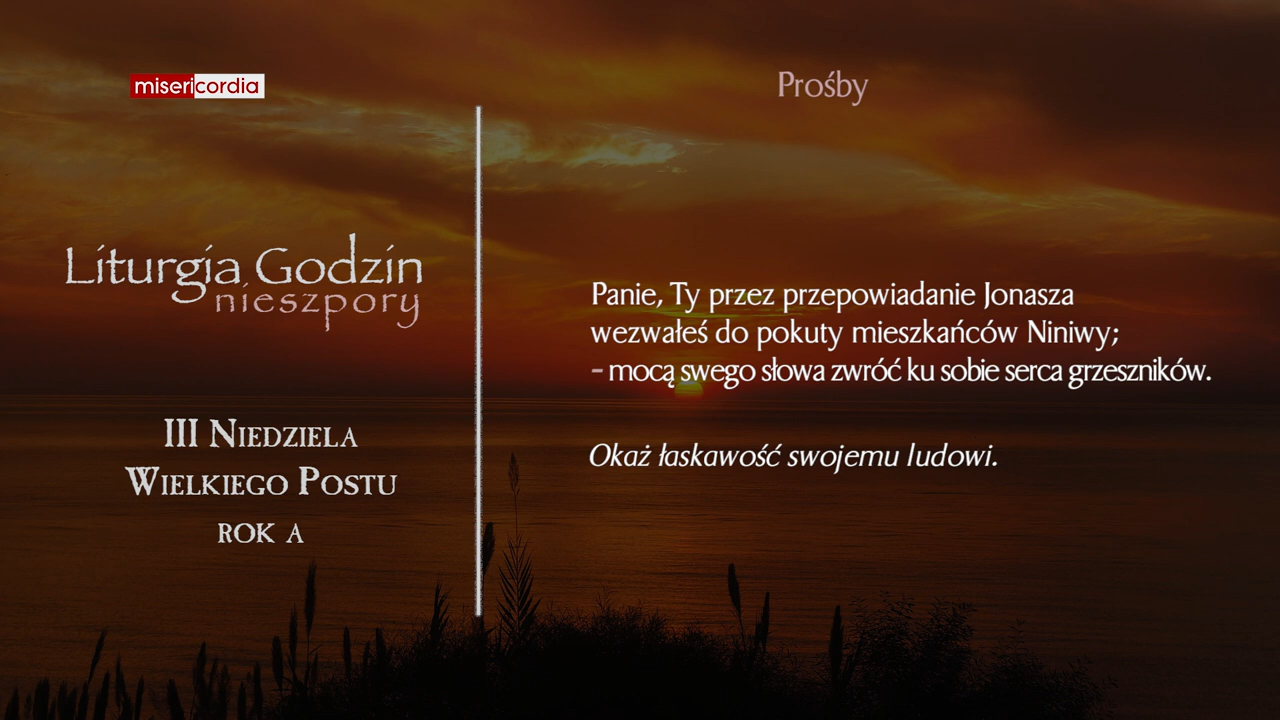 misericordia
Liturgia Godzin
nieszpory
III Niedziela
Wielkiego Postu
rok a
Prośby
Panie, Ty przez przepowiadanie Jonasza
wezwałeś do pokuty mieszkańców Niniwy;
- mocą swego słowa zwróć ku sobie serca grzeszników.
Okaż łaskawość swojemu ludowi.